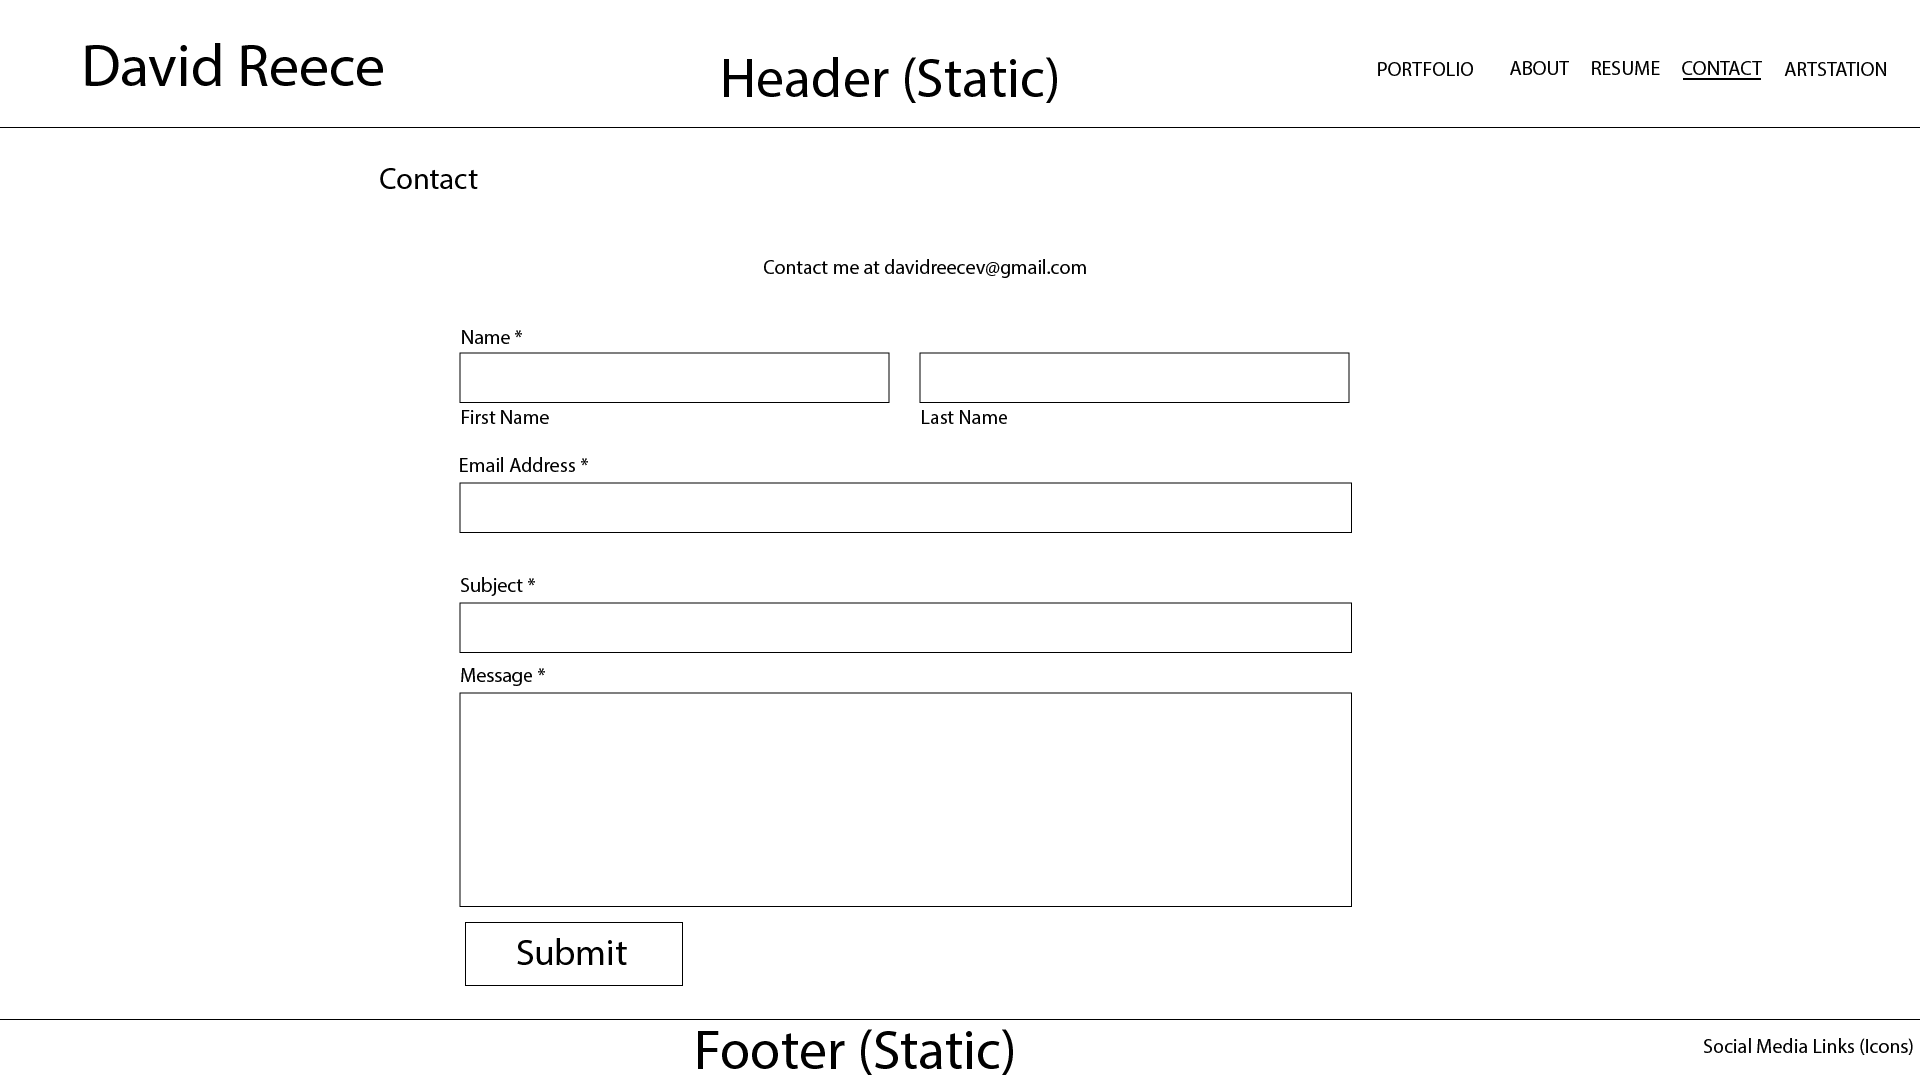 David Reece
Header (Static)
PORTFOLIO ABOUT RESUME CONTACT ARTSTATION
Contact
Contact me at davidreecev@gmail.com
Name *
First Name
Last Name
Email Address *
Subject *
Message *
Submit
Footer (Static)
Social Media Links (Icons)